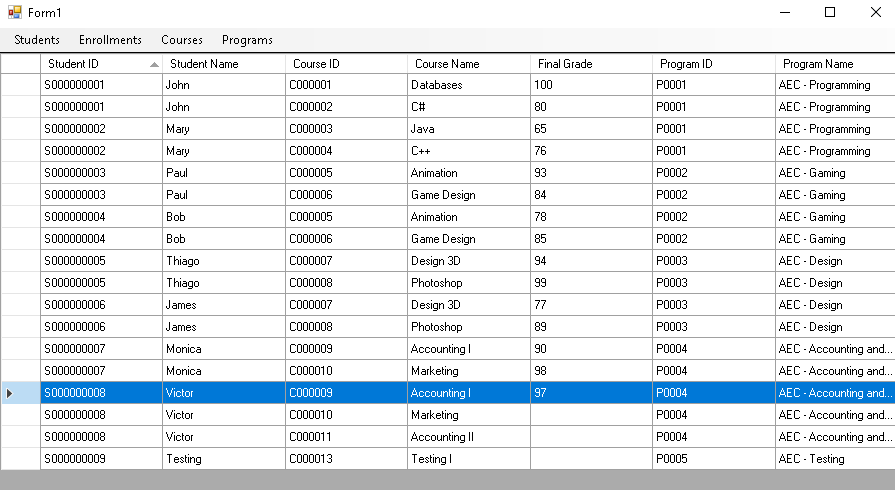 Form1
Students Enrollments Courses Programs
Student ID Student Name Course ID Course Name Final Grade Program ID Program Name
S000000001 John C000001 Databases 100 P0001 AEC - Programming
S000000001 John C000002 C# 80 P0001 AEC - Programming
S000000002 Mary C000003 Java 65 P0001 AEC - Programming
S000000002 Mary C000004 C++ 76 P0001 AEC - Programming
S000000003 Paul C000005 Animation 93 P0002 AEC - Gaming
S000000003 Paul C000006 Game Design 84 P0002 AEC - Gaming
S000000004 Bob C000005 Animation 78 P0002 AEC - Gaming
S000000004 Bob C000006 Game Design 85 P0002 AEC - Gaming
S000000005 Thiago C000007 Design 3D 94 P0003 AEC - Design
S000000005 Thiago C000008 Photoshop 99 P0003 AEC - Design
S000000006 James C000007 Design 3D 77 P0003 AEC - Design
S000000006 James C000008 Photoshop 89 P0003 AEC - Design
S000000007 Monica C000009 Accounting I 90 P0004 AEC - Accounting and...
S000000007 Monica C000010 Marketing 98 P0004 AEC - Accounting and...
S000000008 Victor C000009 Accounting I 97 P0004 AEC - Accounting and...
S000000008 Victor C000010 Marketing P0004 AEC - Accounting and...
S000000008 Victor C000011 Accounting II P0004 AEC - Accounting and...
S000000009 Testing C000013 Testing I P0005 AEC - Testing